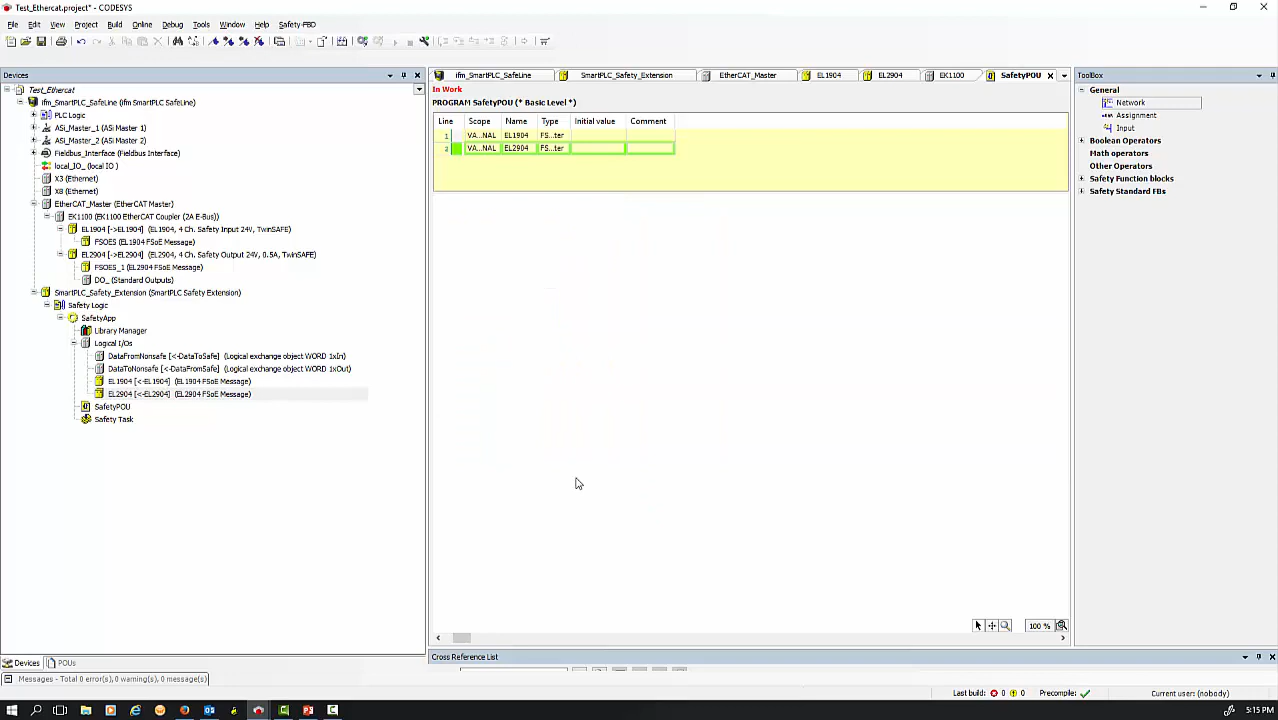 Test_Ethercat.project* - CODESYS
File Edit View Project Build Online Debug Tools Window Help Safety-FBD
Devices
Test_Ethercat
ifm_SmartPLC_SafeLine (ifm SmartPLC SafeLine)
PLC Logic
ASi_Master_1 (ASi Master 1)
ASi_Master_2 (ASi Master 2)
Fieldbus_Interface (Fieldbus Interface)
local_IO_ (local IO )
X3 (Ethernet)
X8 (Ethernet)
EtherCAT_Master (EtherCAT Master)
EK1100 (EK1100 EtherCAT Coupler (2A E-Bus))
EL1904 [->EL1904] (EL1904, 4 Ch. Safety Input 24V, TwinSAFE)
FSOES (EL1904 FSoE Message)
EL2904 [->EL2904] (EL2904, 4 Ch. Safety Output 24V, 0.5A, TwinSAFE)
FSOES_1 (EL2904 FSoE Message)
DO_ (Standard Outputs)
SmartPLC_Safety_Extension (SmartPLC Safety Extension)
Safety Logic
SafetyApp
Library Manager
Logical I/Os
DataFromNonsafe [<-DataToSafe] (Logical exchange object WORD 1xIn)
DataToNonsafe [<-DataFromSafe] (Logical exchange object WORD 1xOut)
EL1904 [<-EL1904] (EL1904 FSoE Message)
EL2904 [<-EL2904] (EL2904 FSoE Message)
SafetyPOU
Safety Task
Devices POUs
ifm_SmartPLC_SafeLine SmartPLC_Safety_Extension EtherCAT_Master EL1904 EL2904 EK1100 SafetyPOU
In Work
PROGRAM SafetyPOU (* Basic Level *)
Line Scope Name Type Initial value Comment
1 VA...NAL EL1904 FS...ter
2 VA...NAL EL2904 FS...ter
100 %
Cross Reference List
ToolBox
General
Network
Assignment
Input
Boolean Operators
Math operators
Other Operators
Safety Function blocks
Safety Standard FBs
Messages - Total 0 error(s), 0 warning(s), 0 message(s)
Last build: 0 0 Precompile: Current user: (nobody)
5:15 PM